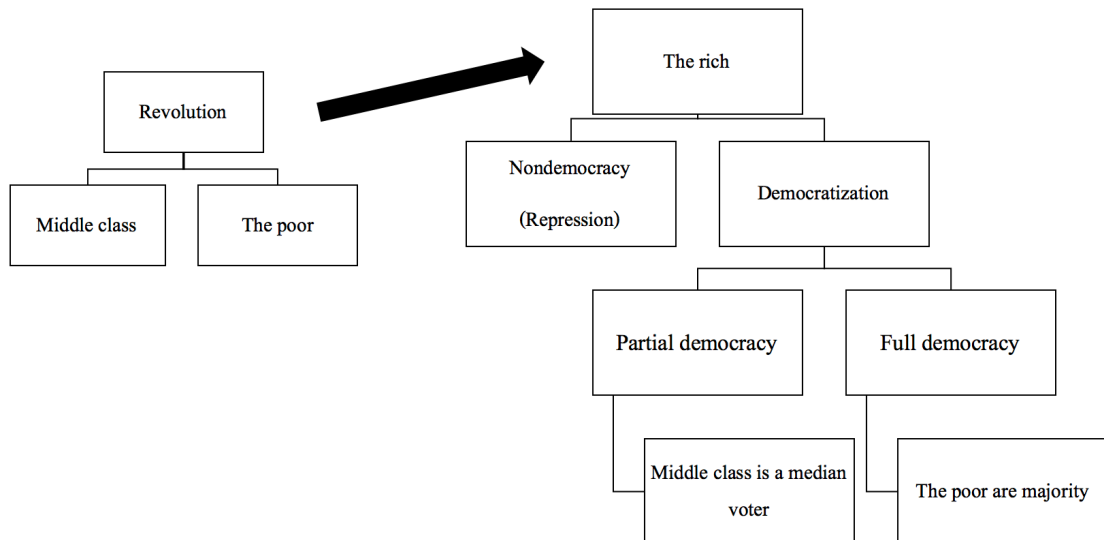 Revolution
Middle class
The poor
The rich
Nondemocracy
(Repression)
Democratization
Partial democracy
Full democracy
Middle class is a median
voter
The poor are majority